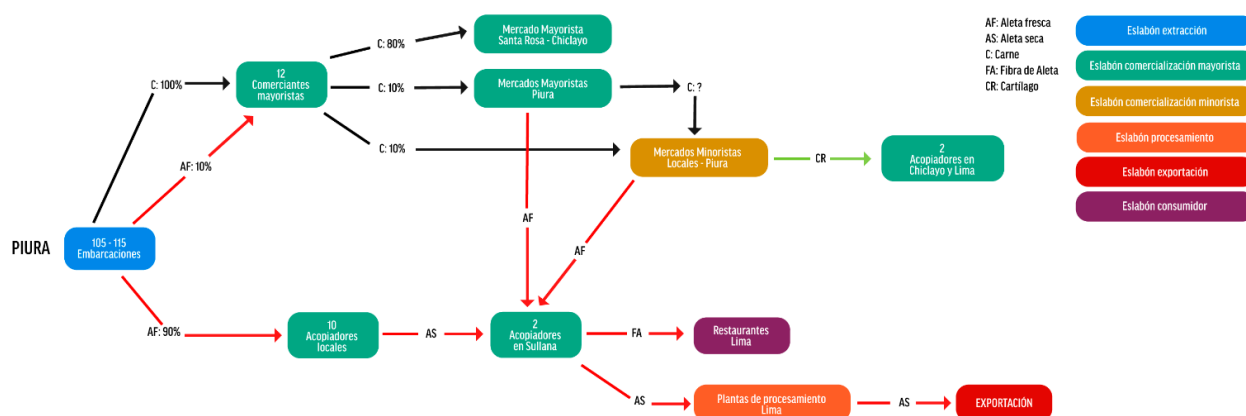 Mercado Mayorista
Santa Rosa - Chiclayo
AF: Aleta fresca
AS: Aleta seca
C: Carne
FA: Fibra de Aleta
CR: Cartílago
Eslabón extracción
Eslabón comercialización mayorista
Eslabón comercialización minorista
Eslabón procesamiento
Eslabón exportación
Eslabón consumidor
C: 80%
12
Comerciantes
mayoristas
C: 100%
C: 10%
Mercados Mayoristas
Piura
C: ?
C: 10%
AF: 10%
Mercados Minoristas
Locales - Piura
CR
2
Acopiadores en
Chiclayo y Lima
PIURA
105 - 115
Embarcaciones
AF
AF
AF: 90%
10
Acopiadores
locales
AS
2
Acopiadores
en Sullana
FA
Restaurantes
Lima
AS
Plantas de procesamiento
Lima
AS
EXPORTACIÓN